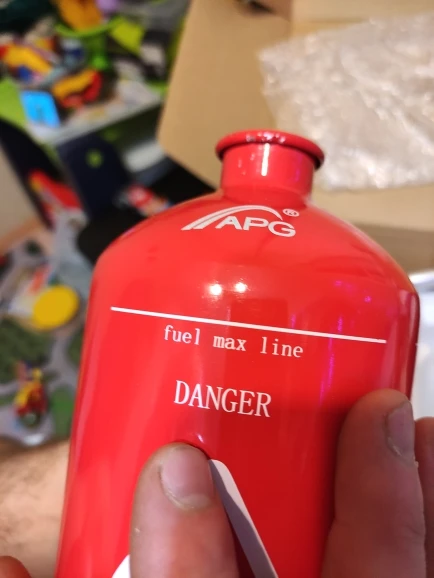 APG®
fuel max line
DANGER